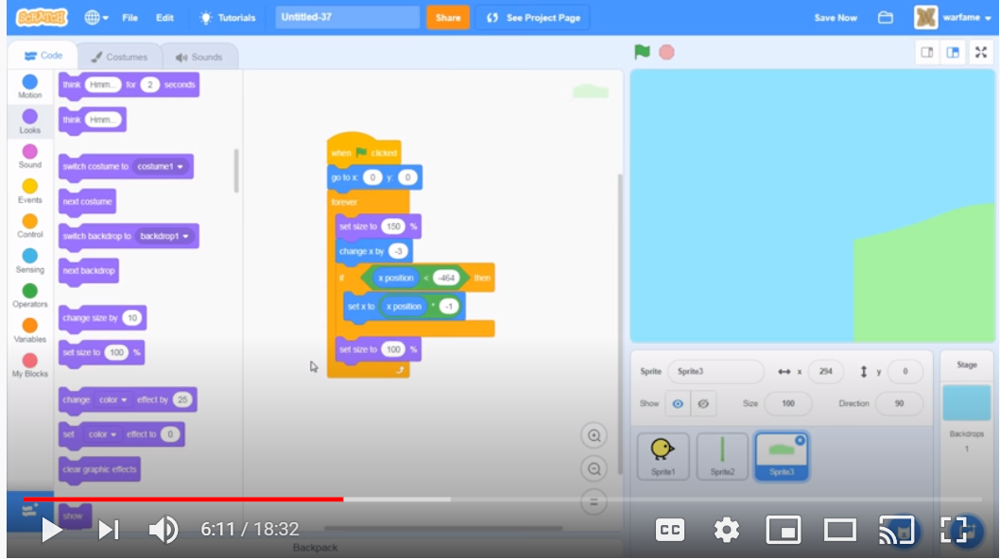 SCRATCH File Edit Tutorials Untitled-37 Share See Project Page Save Now warfame
Code Costumes Sounds
Motion
Looks
Sound
Events
Control
Sensing
Operators
Variables
My Blocks
think Hmm... for 2 seconds
think Hmm...
switch costume to costume1
next costume
switch backdrop to backdrop1
next backdrop
change size by 10
set size to 100 %
change color effect by 25
set color effect to 0
clear graphic effects
show
when clicked
go to x: 0 y: 0
forever
set size to 150 %
change x by -3
if x position < -464 then
set x to x position * -1
set size to 100 %
Sprite Sprite3 x 294 y 0
Show Size 100 Direction 90
Sprite1 Sprite2 Sprite3
Stage
Backdrops
1
6:11 / 18:32
CC
Backpack